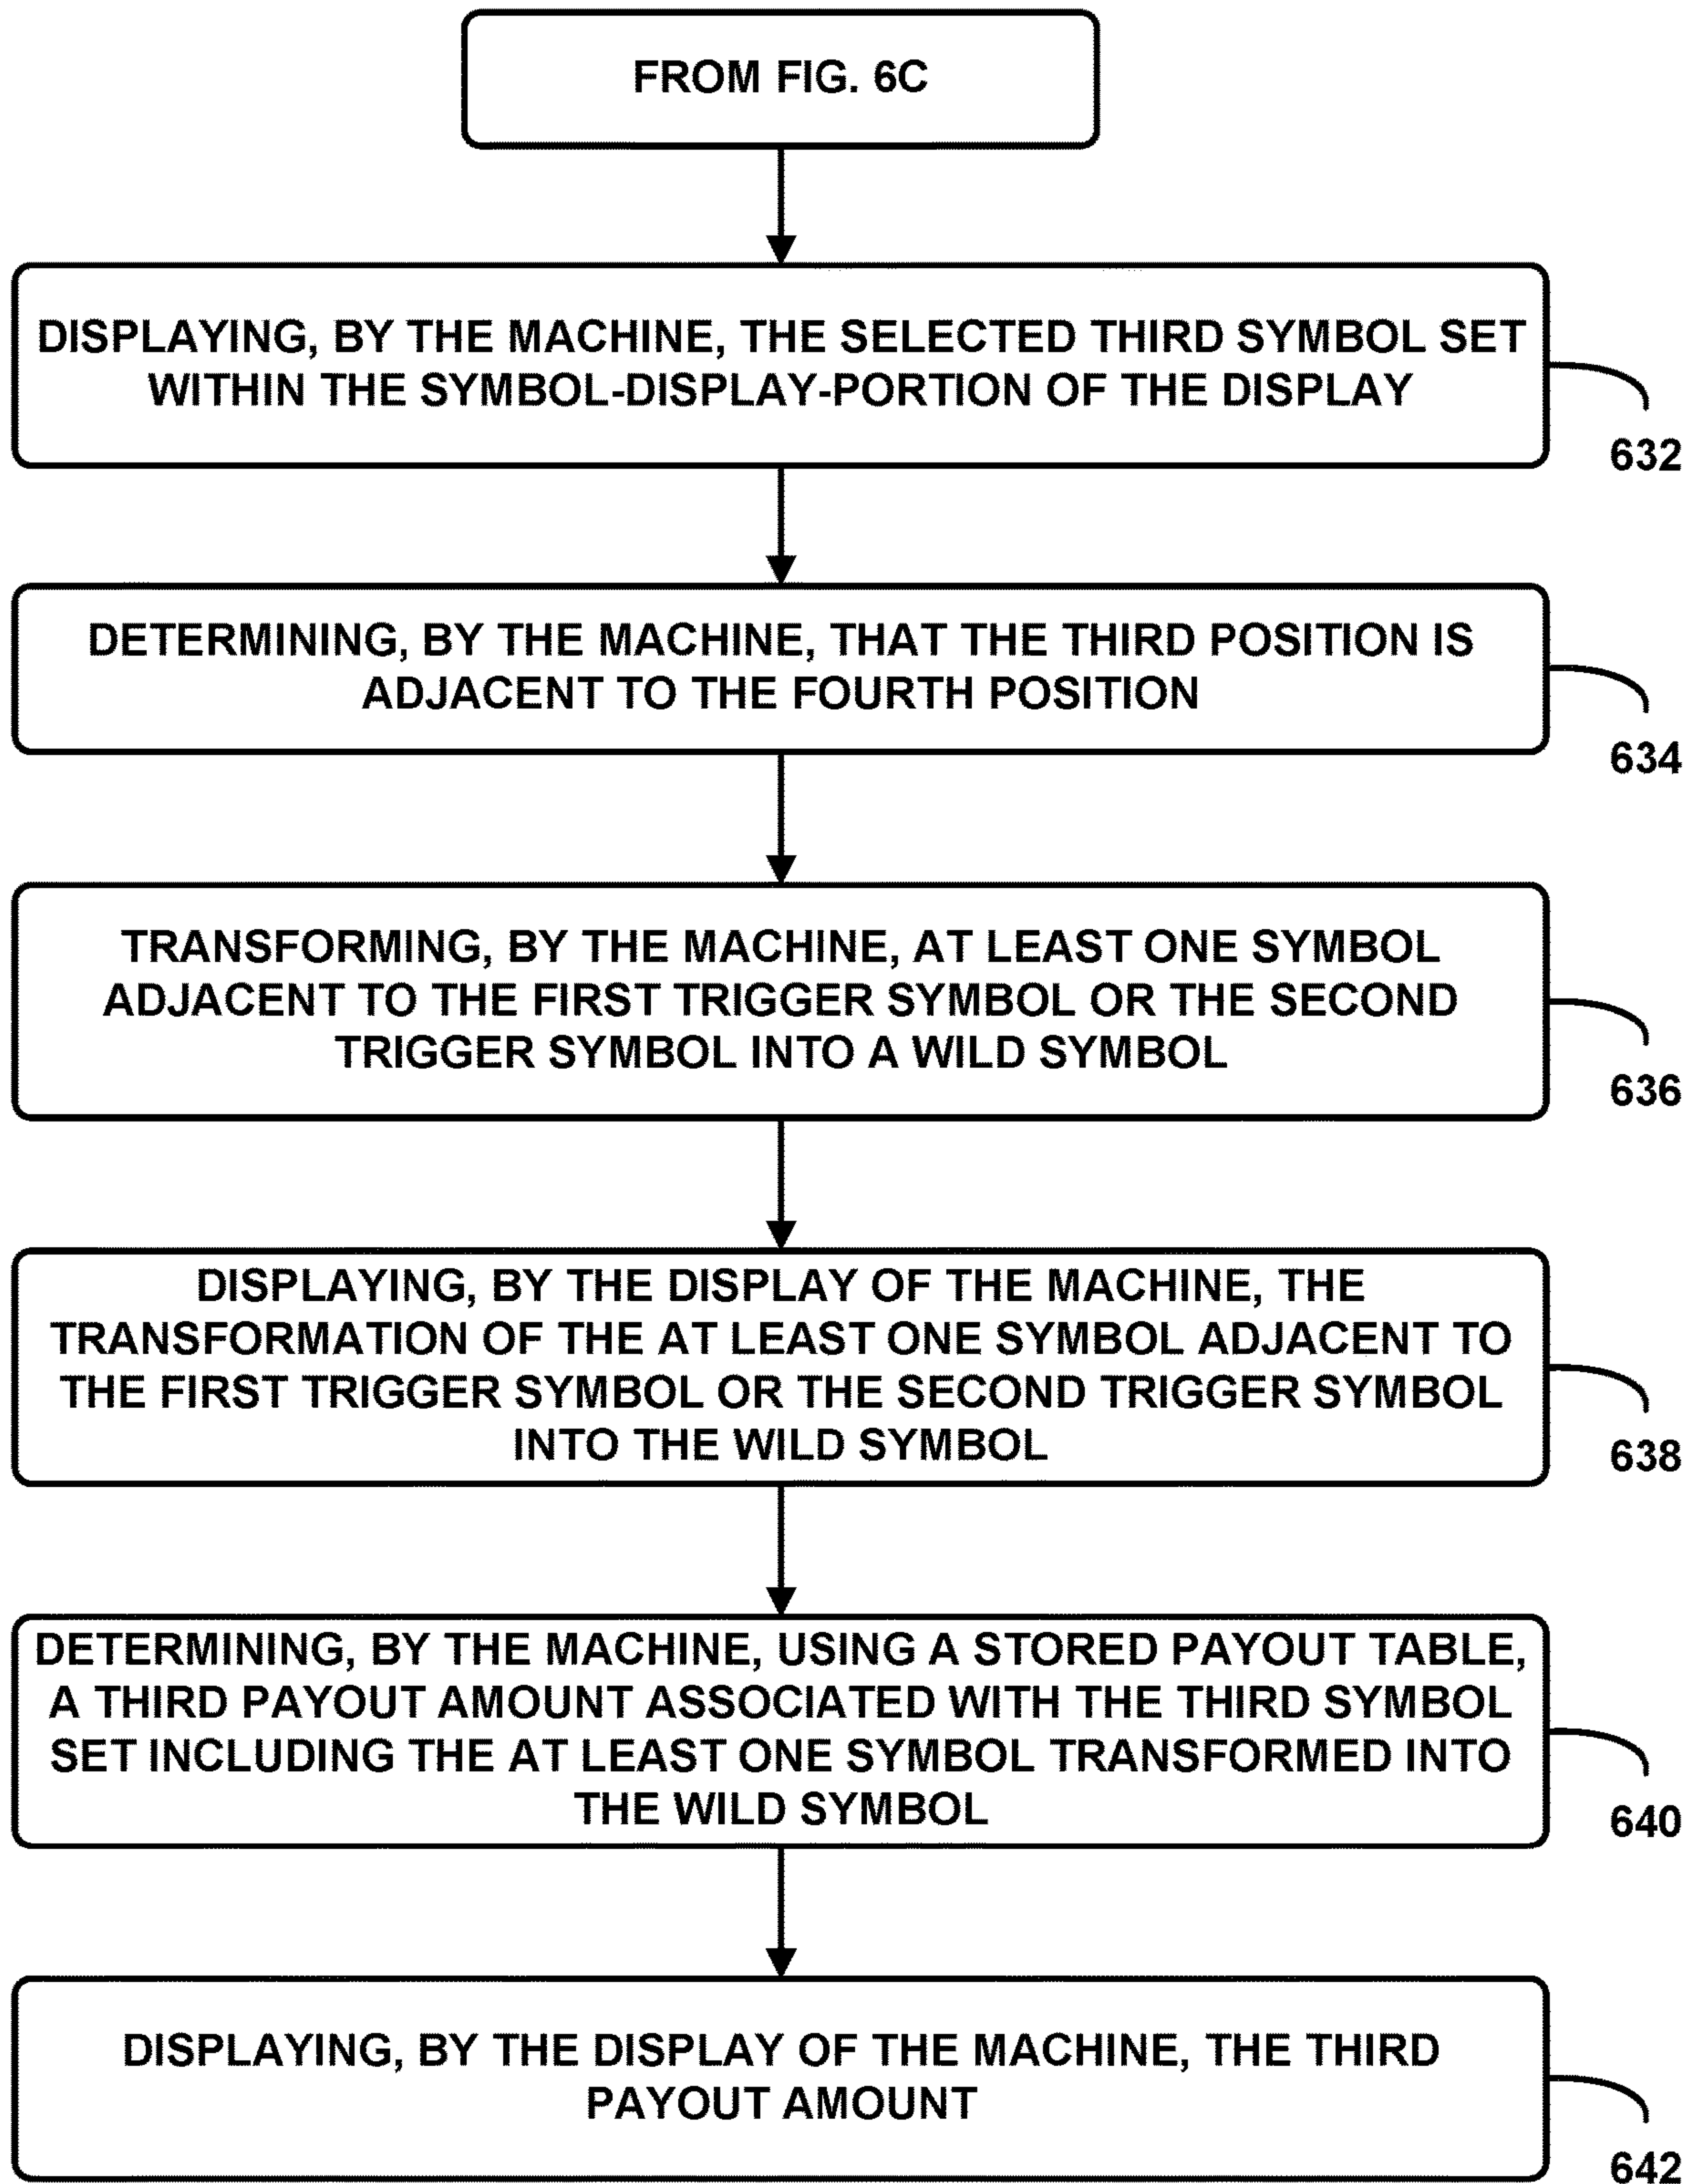 FROM FIG. 6C
DISPLAYING, BY THE MACHINE, THE SELECTED THIRD SYMBOL SET
WITHIN THE SYMBOL-DISPLAY-PORTION OF THE DISPLAY
632
DETERMINING, BY THE MACHINE, THAT THE THIRD POSITION IS
ADJACENT TO THE FOURTH POSITION
634
TRANSFORMING, BY THE MACHINE, AT LEAST ONE SYMBOL
ADJACENT TO THE FIRST TRIGGER SYMBOL OR THE SECOND
TRIGGER SYMBOL INTO A WILD SYMBOL
636
DISPLAYING, BY THE DISPLAY OF THE MACHINE, THE
TRANSFORMATION OF THE AT LEAST ONE SYMBOL ADJACENT TO
THE FIRST TRIGGER SYMBOL OR THE SECOND TRIGGER SYMBOL
INTO THE WILD SYMBOL
638
DETERMINING, BY THE MACHINE, USING A STORED PAYOUT TABLE,
A THIRD PAYOUT AMOUNT ASSOCIATED WITH THE THIRD SYMBOL
SET INCLUDING THE AT LEAST ONE SYMBOL TRANSFORMED INTO
THE WILD SYMBOL
640
DISPLAYING, BY THE DISPLAY OF THE MACHINE, THE THIRD
PAYOUT AMOUNT
642